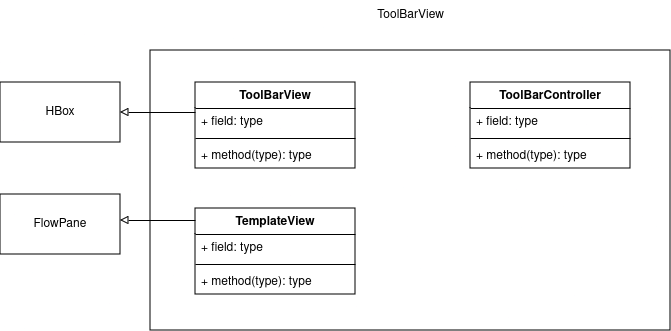 ToolBarView
HBox
ToolBarView
+ field: type
+ method(type): type
ToolBarController
+ field: type
+ method(type): type
FlowPane
TemplateView
+ field: type
+ method(type): type